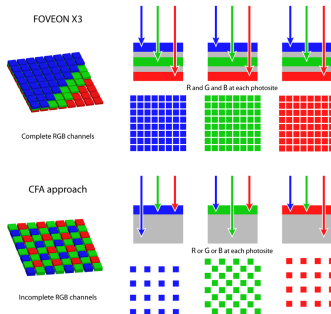 FOVEON X3
R and G and B at each photosite
Complete RGB channels
CFA approach
R or G or B at each photosite
Incomplete RGB channels